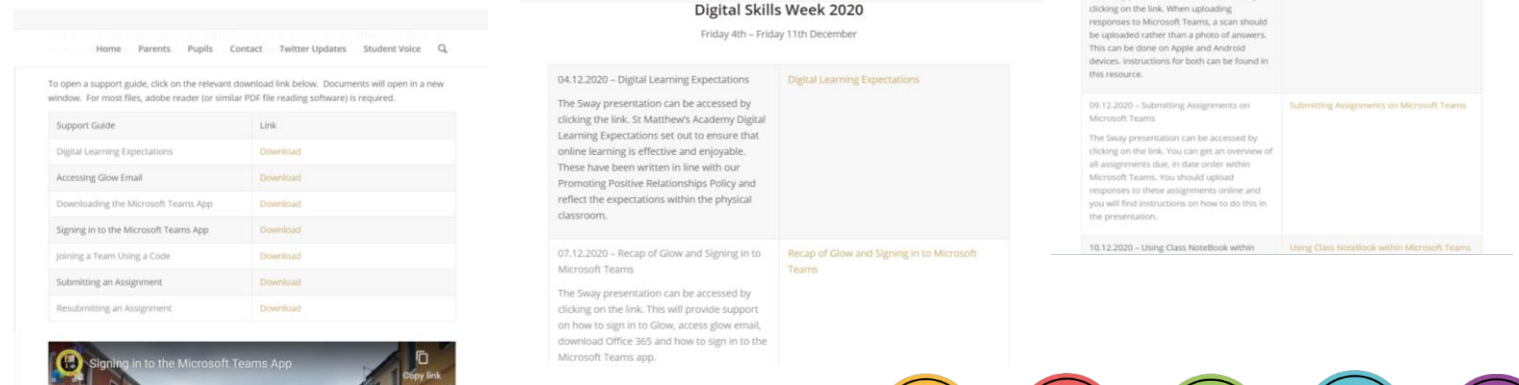 Home Parents Pupils Contact Twitter Updates Student Voice
To open a support guide, click on the relevant download link below. Documents will open in a new
window. For most files, adobe reader (or similar PDF file reading software) is required.
Support Guide Link
Digital Learning Expectations Download
Accessing Glow Email Download
Downloading the Microsoft Teams App Download
Signing in to the Microsoft Teams App Download
Joining a Team Using a Code Download
Submitting an Assignment Download
Resubmitting an Assignment Download
Signing in to the Microsoft Teams App
Copy link
Digital Skills Week 2020
Friday 4th – Friday 11th December
04.12.2020 – Digital Learning Expectations
The Sway presentation can be accessed by
clicking the link. St Matthew's Academy Digital
Learning Expectations set out to ensure that
online learning is effective and enjoyable.
These have been written in line with our
Promoting Positive Relationships Policy and
reflect the expectations within the physical
classroom.
Digital Learning Expectations
07.12.2020 – Recap of Glow and Signing in to
Microsoft Teams
The Sway presentation can be accessed by
clicking on the link. This will provide support
on how to sign in to Glow, access glow email,
download Office 365 and how to sign in to the
Microsoft Teams app.
Recap of Glow and Signing in to Microsoft
Teams
clicking on the link. When uploading
responses to Microsoft Teams, a scan should
be uploaded rather than a photo of answers.
This can be done on Apple and Android
devices. Instructions for both can be found in
this resource.
09.12.2020 – Submitting Assignments on
Microsoft Teams
The Sway presentation can be accessed by
clicking on the link. You can get an overview of
all assignments due, in date order within
Microsoft Teams. You should upload
responses to these assignments online and
you will find instructions on how to do this in
the presentation.
Submitting Assignments on Microsoft Teams
10.12.2020 – Using Class NoteBook within
Using Class NoteBook within Microsoft Teams